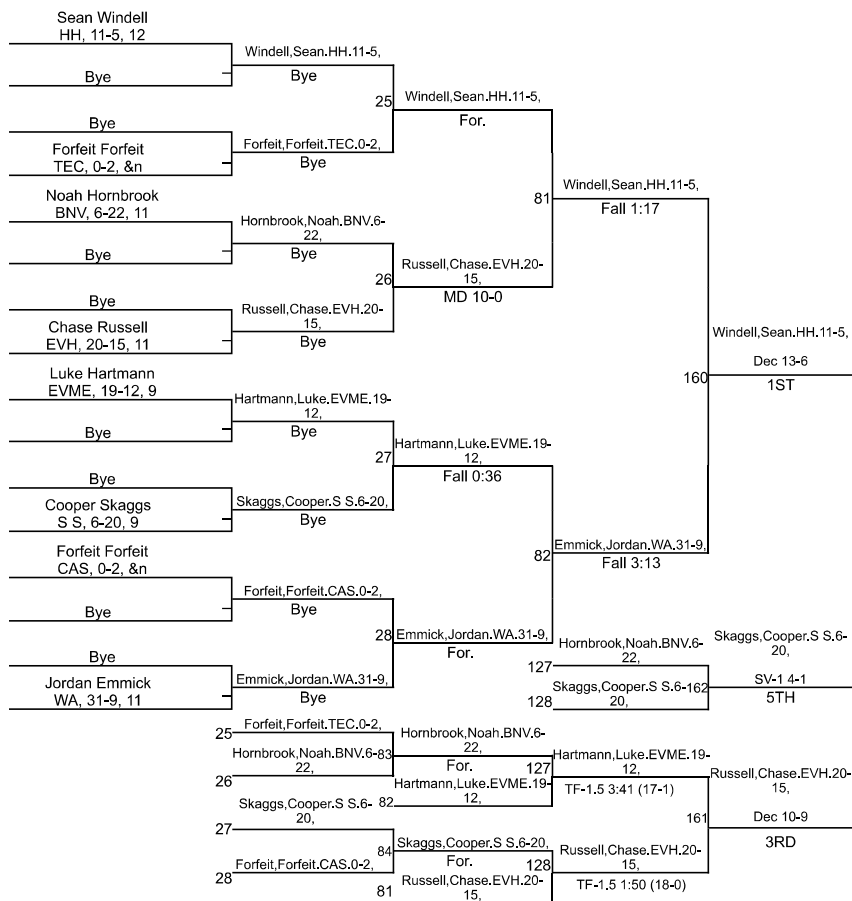 Sean Windell
HH, 11-5, 12
Windell,Sean.HH.11-5,
Bye
Bye
25
Windell,Sean.HH.11-5,
For.
Bye
Forfeit,Forfeit.TEC.0-2,
Bye
Forfeit Forfeit
TEC, 0-2, &n
81
Windell,Sean.HH.11-5,
Fall 1:17
Noah Hornbrook
BNV, 6-22, 11
Hornbrook,Noah.BNV.6-
22,
Bye
Bye
26
Russell,Chase.EVH.20-
15,
MD 10-0
Bye
Russell,Chase.EVH.20-
15,
Bye
Chase Russell
EVH, 20-15, 11
160
Windell,Sean.HH.11-5,
Dec 13-6
1ST
Luke Hartmann
EVME, 19-12, 9
Hartmann,Luke.EVME.19-
12,
Bye
Bye
27
Hartmann,Luke.EVME.19-
12,
Fall 0:36
Bye
Skaggs,Cooper.S S.6-20,
Bye
Cooper Skaggs
S S, 6-20, 9
82
Emmick,Jordan.WA.31-9,
Fall 3:13
Forfeit Forfeit
CAS, 0-2, &n
Forfeit,Forfeit.CAS.0-2,
Bye
Bye
28
Emmick,Jordan.WA.31-9,
For.
Bye
Emmick,Jordan.WA.31-9,
Bye
Jordan Emmick
WA, 31-9, 11
127
Hornbrook,Noah.BNV.6-
22,
128
Skaggs,Cooper.S S.6-
20,
162
Skaggs,Cooper.S S.6-
20,
SV-1 4-1
5TH
25
Forfeit,Forfeit.TEC.0-2,
26
Hornbrook,Noah.BNV.6-
22,
83
Hornbrook,Noah.BNV.6-
22,
For.
82
Hartmann,Luke.EVME.19-
12,
127
Hartmann,Luke.EVME.19-
12,
TF-1.5 3:41 (17-1)
27
Skaggs,Cooper.S S.6-
20,
28
Forfeit,Forfeit.CAS.0-2,
84
Skaggs,Cooper.S S.6-20,
For.
81
Russell,Chase.EVH.20-
15,
128
Russell,Chase.EVH.20-
15,
TF-1.5 1:50 (18-0)
161
Russell,Chase.EVH.20-
15,
Dec 10-9
3RD